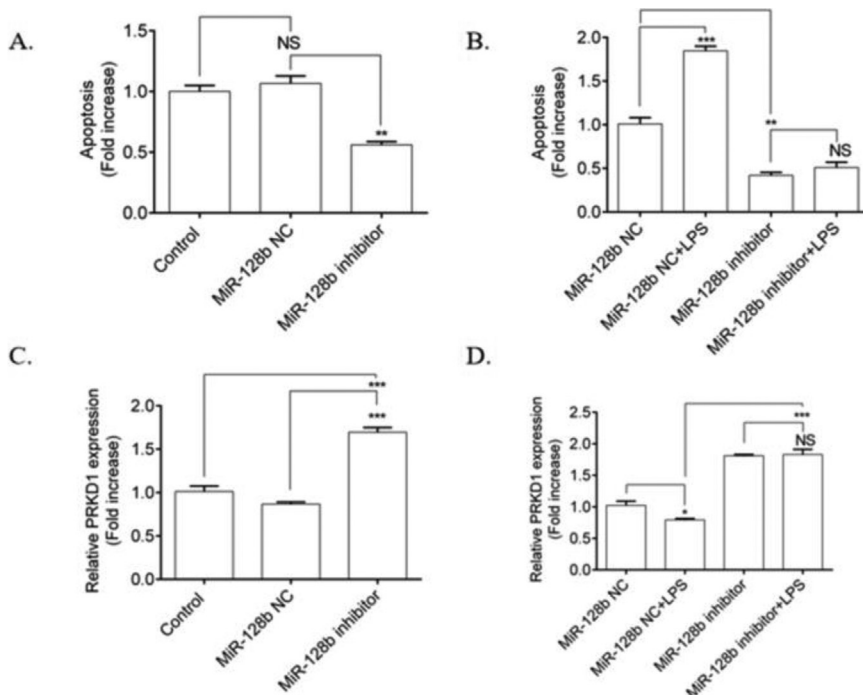 A.
Apoptosis
(Fold increase)
1.5
1.0
0.5
0.0
NS
**
Control
MiR-128b NC
MiR-128b inhibitor
B.
Apoptosis
(Fold increase)
2.0
1.5
1.0
0.5
0.0
***
**
NS
MiR-128b NC
MiR-128b NC+LPS
MiR-128b inhibitor
MiR-128b inhibitor+LPS
C.
Relative PRKD1 expression
(Fold increase)
2.0
1.5
1.0
0.5
0.0
***
***
Control
MiR-128b NC
MiR-128b inhibitor
D.
Relative PRKD1 expression
(Fold increase)
2.5
2.0
1.5
1.0
0.5
0.0
*
***
NS
MiR-128b NC
MiR-128b NC+LPS
MiR-128b inhibitor
MiR-128b inhibitor+LPS